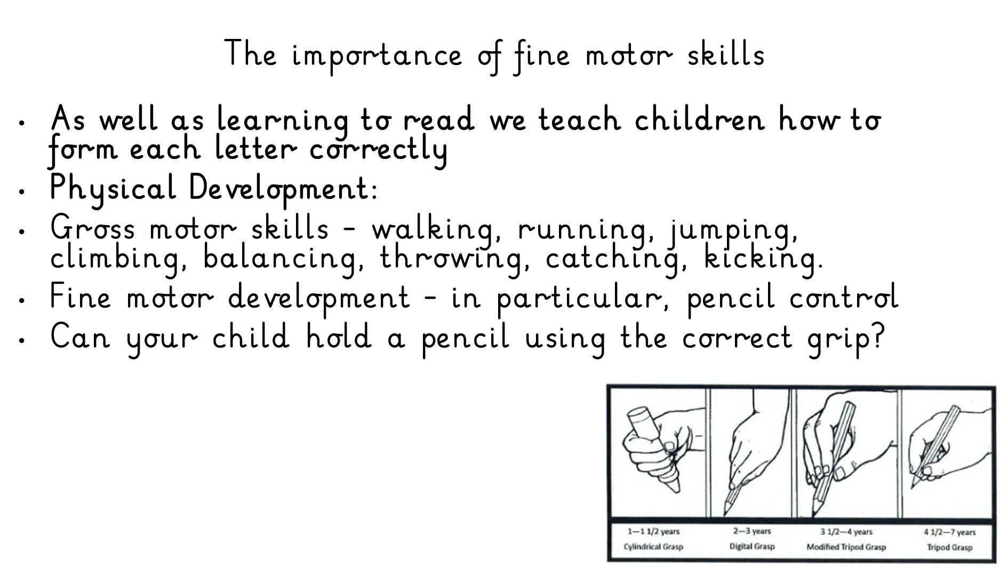 The importance of fine motor skills
• As well as learning to read we teach children how to
form each letter correctly
• Physical Development:
• Gross motor skills - walking, running, jumping,
climbing, balancing, throwing, catching, kicking.
• Fine motor development - in particular, pencil control
• Can your child hold a pencil using the correct grip?
1—1 1/2 years
Cylindrical Grasp
2—3 years
Digital Grasp
3 1/2—4 years
Modified Tripod Grasp
4 1/2—7 years
Tripod Grasp